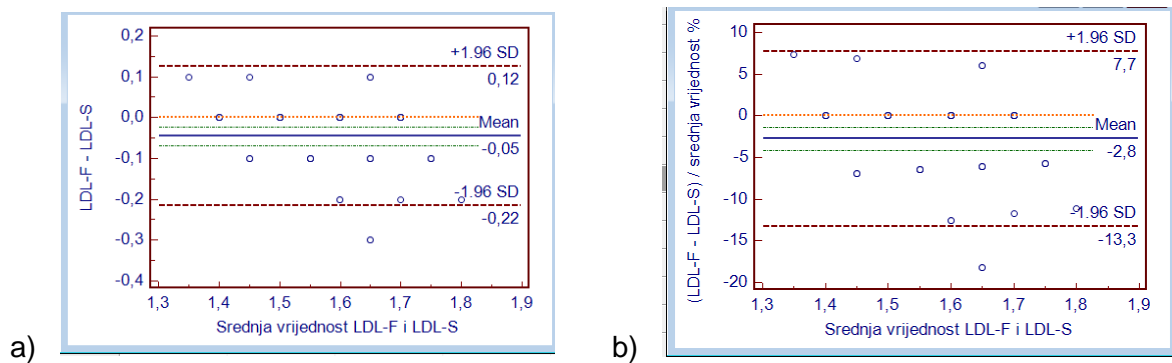 0,2
0,1
0,0
-0,1
-0,2
-0,3
-0,4
LDL-F - LDL-S
+1.96 SD
0,12
Mean
-0,05
-1.96 SD
-0,22
1,3 1,4 1,5 1,6 1,7 1,8 1,9
Srednja vrijednost LDL-F i LDL-S
a)
10
5
0
-5
-10
-15
-20
(LDL-F - LDL-S) / srednja vrijednost %
+1.96 SD
7,7
Mean
-2,8
-1.96 SD
-13,3
1,3 1,4 1,5 1,6 1,7 1,8 1,9
Srednja vrijednost LDL-F i LDL-S
b)